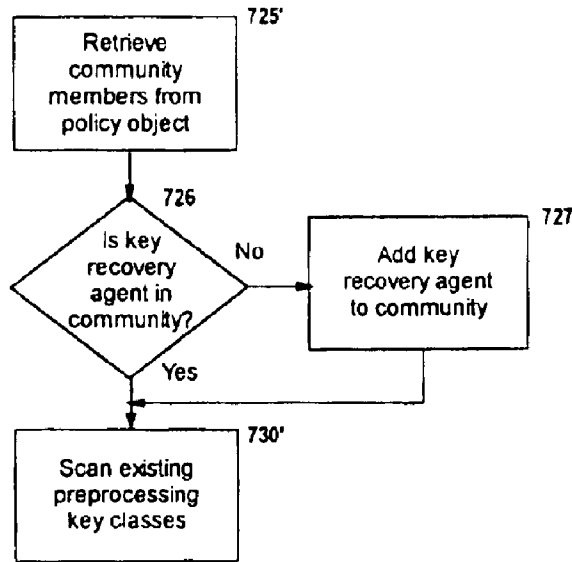 725'
Retrieve
community
members from
policy object
726
Is key
recovery
agent in
community?
No
727
Add key
recovery agent
to community
Yes
730'
Scan existing
preprocessing
key classes